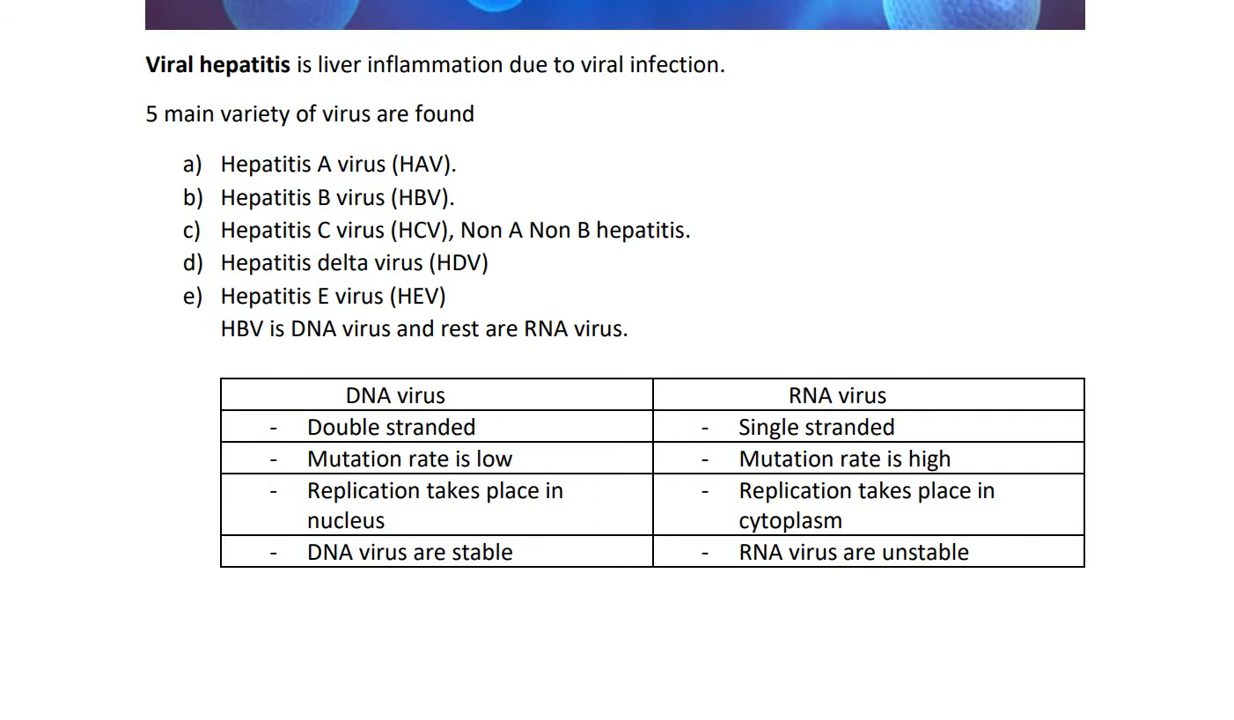 Viral hepatitis is liver inflammation due to viral infection.
5 main variety of virus are found
a) Hepatitis A virus (HAV).
b) Hepatitis B virus (HBV).
c) Hepatitis C virus (HCV), Non A Non B hepatitis.
d) Hepatitis delta virus (HDV)
e) Hepatitis E virus (HEV)
HBV is DNA virus and rest are RNA virus.
DNA virus RNA virus
- Double stranded - Single stranded
- Mutation rate is low - Mutation rate is high
- Replication takes place in - Replication takes place in
nucleus cytoplasm
- DNA virus are stable - RNA virus are unstable